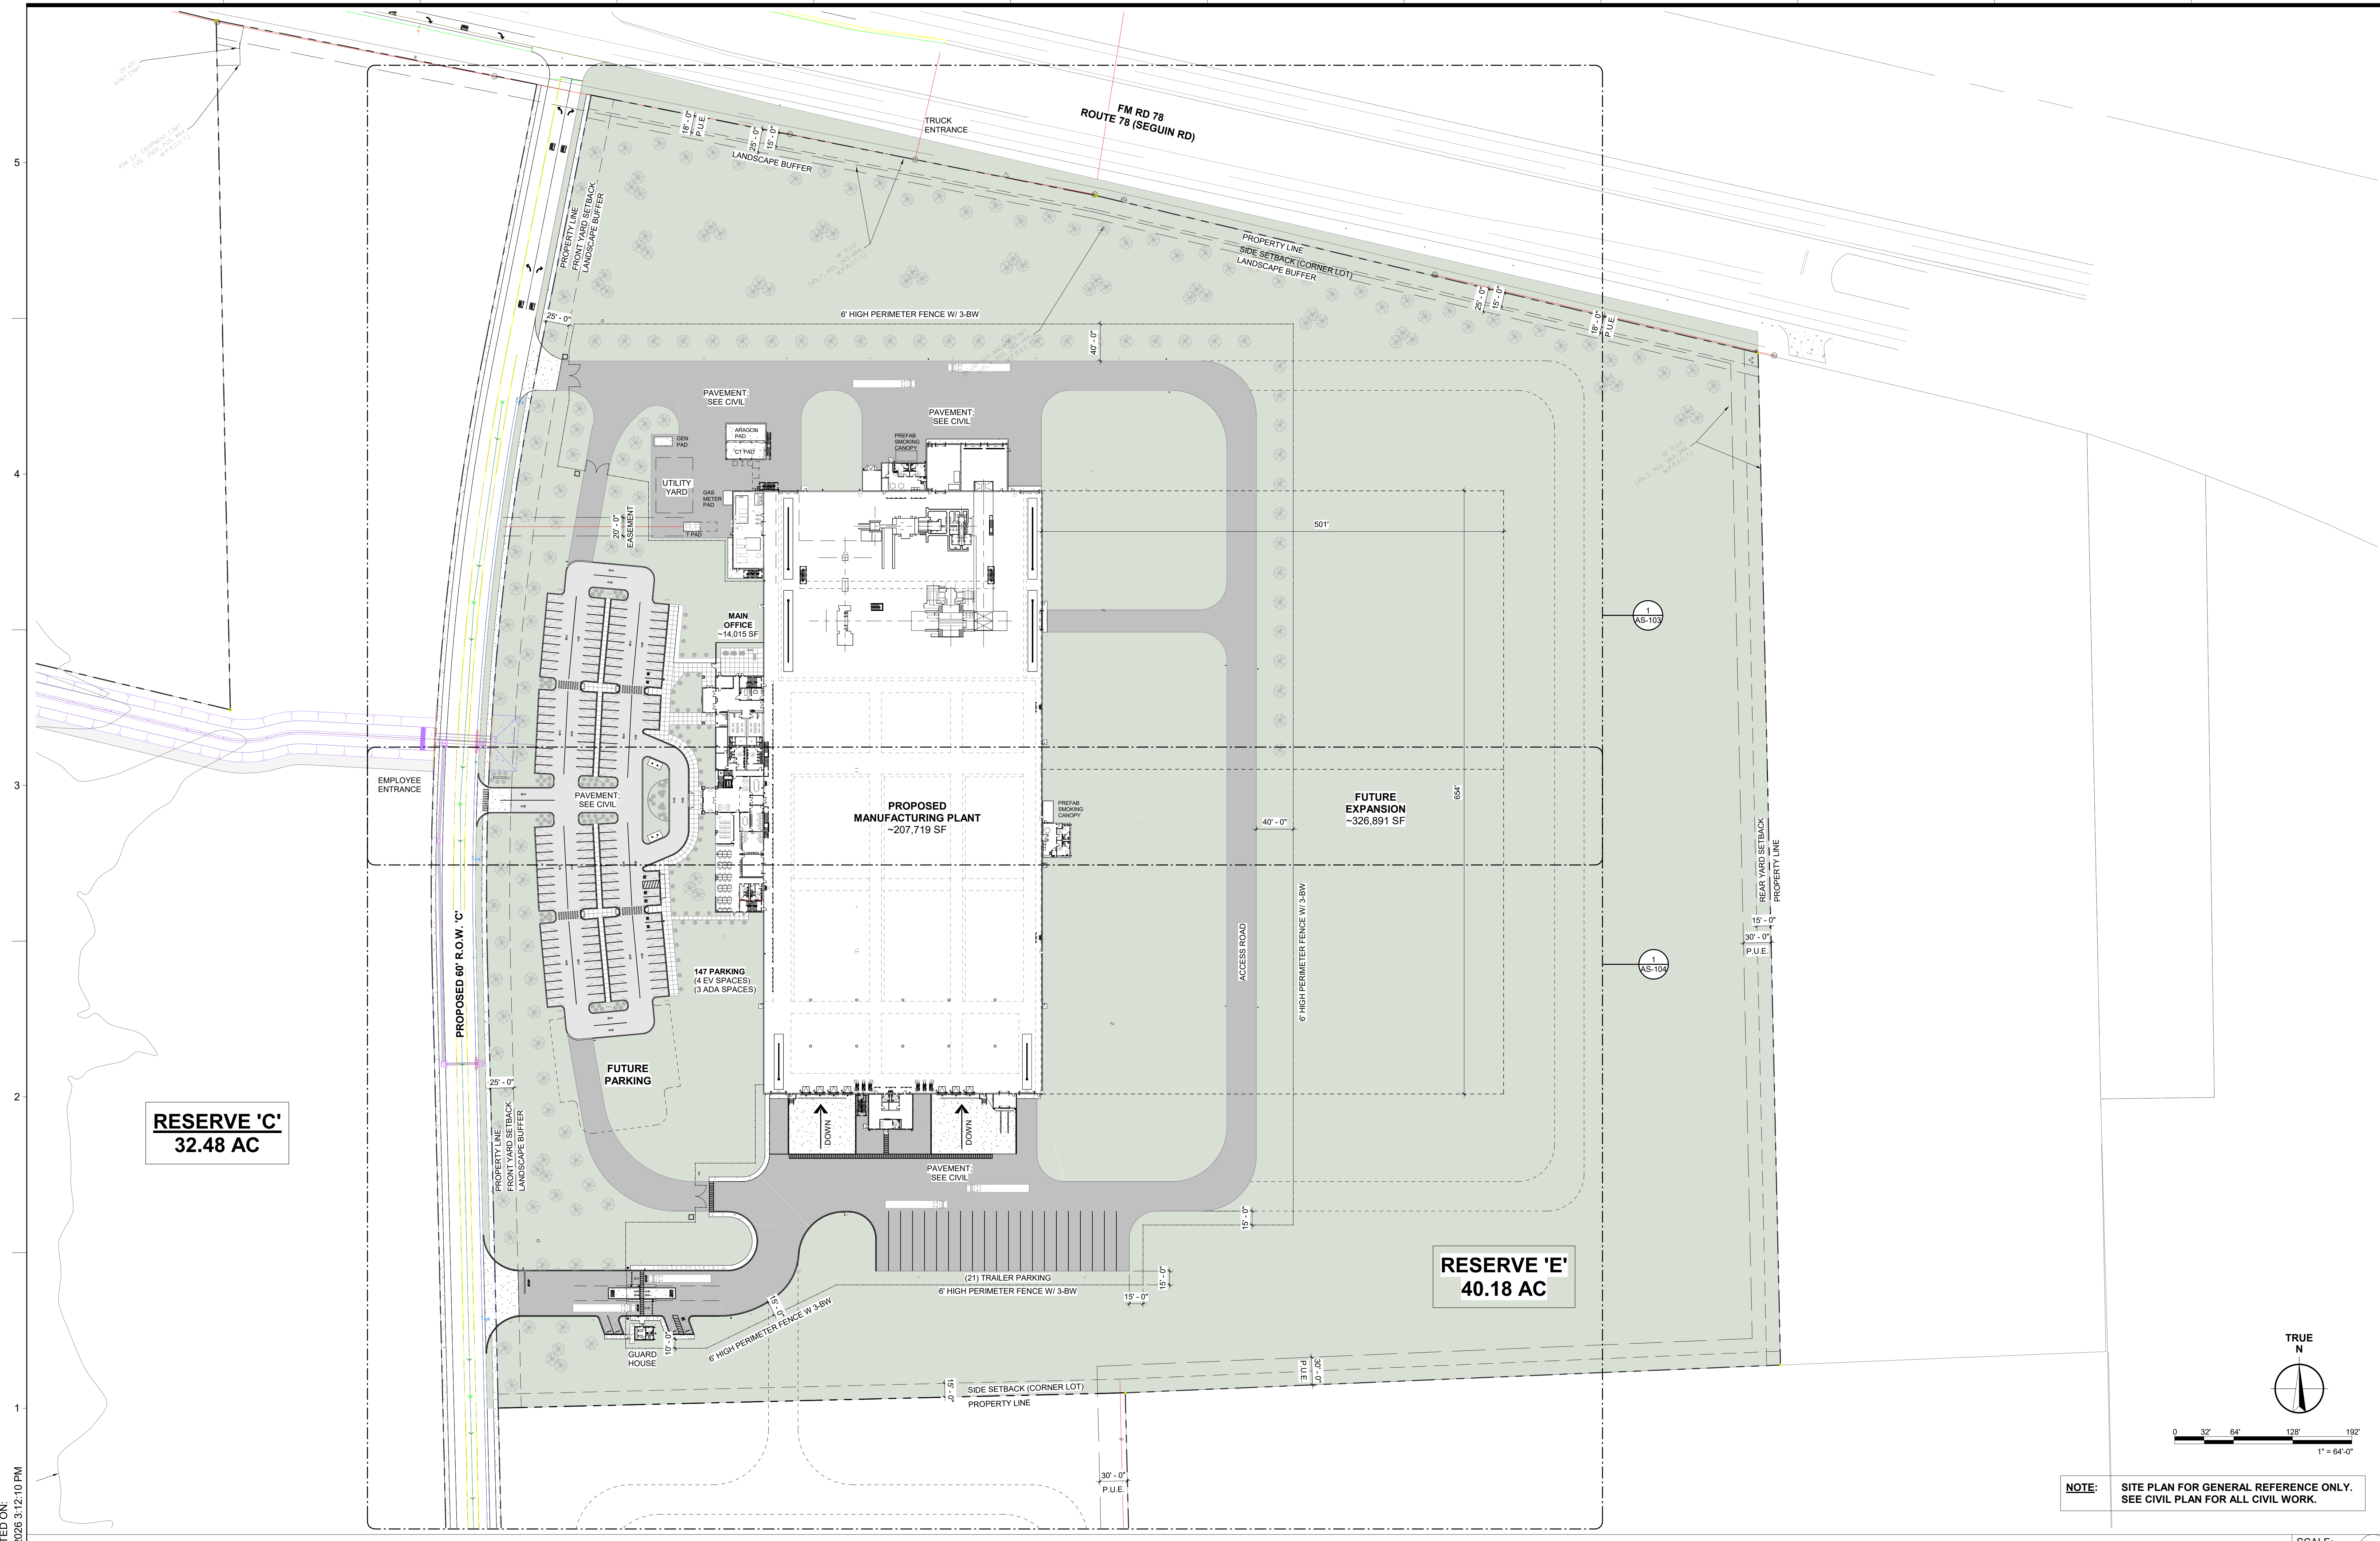 FM RD 78
ROUTE 78 (SEGUIN RD)
TRUCK
ENTRANCE
18' - 0"
P.U.E.
25' - 0"
15' - 0"
LANDSCAPE BUFFER
5
PROPERTY LINE
FRONT YARD SETBACK
LANDSCAPE BUFFER
PROPERTY LINE
SIDE SETBACK (CORNER LOT)
LANDSCAPE BUFFER
25' - 0"
15' - 0"
18' - 0"
P.U.E.
25' - 0"
6' HIGH PERIMETER FENCE W/ 3-BW
40' - 0"
PAVEMENT;
SEE CIVIL
PAVEMENT;
SEE CIVIL
GEN
PAD
ARAGON
PAD
CT PAD
PREFAB
SMOKING
CANOPY
4
UTILITY
YARD
GAS
METER
PAD
20' - 0"
EASEMENT
T PAD
501'
MAIN
OFFICE
~14,015 SF
1
AS-103
3
EMPLOYEE
ENTRANCE
PAVEMENT;
SEE CIVIL
PROPOSED
MANUFACTURING PLANT
~207,719 SF
PREFAB
SMOKING
CANOPY
40' - 0"
FUTURE
EXPANSION
~326,891 SF
654'
REAR YARD SETBACK
PROPERTY LINE
15' - 0"
30' - 0"
P.U.E.
PROPOSED 60' R.O.W. 'C'
147 PARKING
(4 EV SPACES)
(3 ADA SPACES)
ACCESS ROAD
6' HIGH PERIMETER FENCE W/ 3-BW
1
AS-104
2
RESERVE 'C'
32.48 AC
25' - 0"
PROPERTY LINE
FRONT YARD SETBACK
LANDSCAPE BUFFER
FUTURE
PARKING
DOWN
DOWN
PAVEMENT;
SEE CIVIL
15' - 0"
(21) TRAILER PARKING
6' HIGH PERIMETER FENCE W/ 3-BW
15' - 0"
15' - 0"
15' - 0"
6' HIGH PERIMETER FENCE W 3-BW
10' - 0"
GUARD
HOUSE
RESERVE 'E'
40.18 AC
1
15' - 0"
SIDE SETBACK (CORNER LOT)
PROPERTY LINE
30' - 0"
P.U.E.
30' - 0"
P.U.E.
TRUE
N
0 32' 64' 128' 192'
1" = 64'-0"
NOTE: SITE PLAN FOR GENERAL REFERENCE ONLY.
SEE CIVIL PLAN FOR ALL CIVIL WORK.
3:12:10 PM